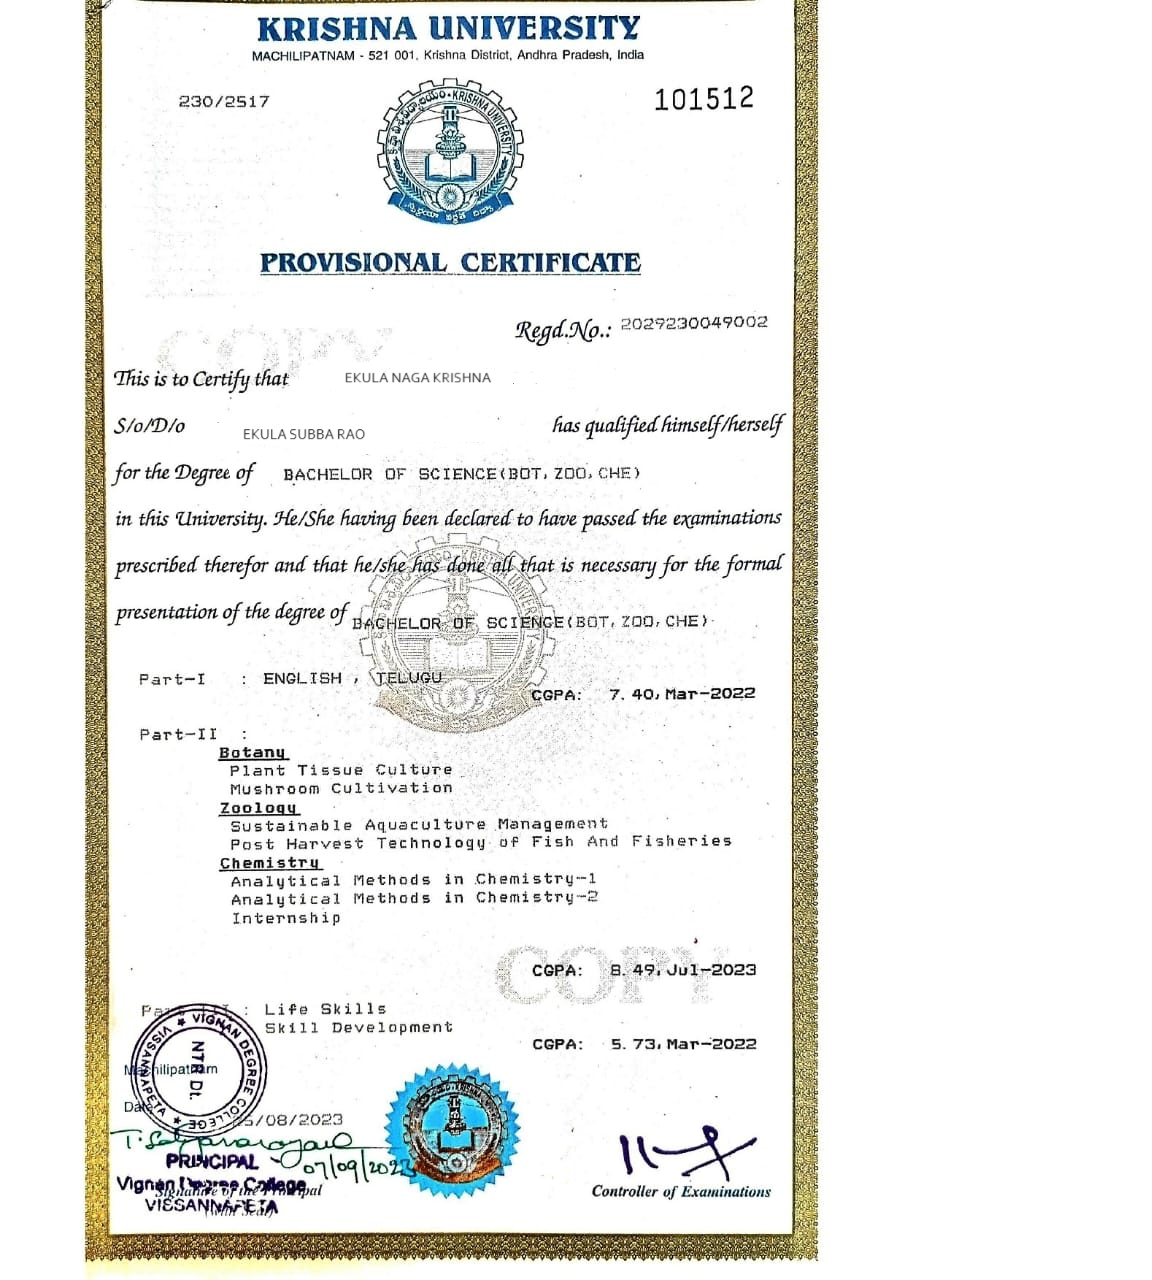 KRISHNA UNIVERSITY
MACHILIPATNAM - 521 001, Krishna District, Andhra Pradesh, India
230/2517
101512
KRISHNA UNIVERSITY
PROVISIONAL CERTIFICATE
Regd.No.: 2029230049002
COPY
This is to Certify that EKULA NAGA KRISHNA
S/o/D/o EKULA SUBBA RAO has qualified himself/herself
for the Degree of BACHELOR OF SCIENCE(BOT, ZOO, CHE)
in this University. He/She having been declared to have passed the examinations
prescribed therefor and that he/she has done all that is necessary for the formal
presentation of the degree of BACHELOR OF SCIENCE(BOT, ZOO, CHE)
Part-I : ENGLISH , TELUGU
CGPA: 7.40, Mar-2022
Part-II :
Botany
Plant Tissue Culture
Mushroom Cultivation
Zoology
Sustainable Aquaculture Management
Post Harvest Technology of Fish And Fisheries
Chemistry
Analytical Methods in Chemistry-1
Analytical Methods in Chemistry-2
Internship
COPY
CGPA: 8.49, Jul-2023
: Life Skills
Skill Development
CGPA: 5.73, Mar-2022
VIGNAN DEGREE COLLEGE
VISSANNAPETA
NTR Dt.
Machilipatnam
/08/2023
PRINCIPAL
07/09/2023
Vignan Degree College
Signature of the Principal
VISSANNAPETA
(with Seal)
Controller of Examinations